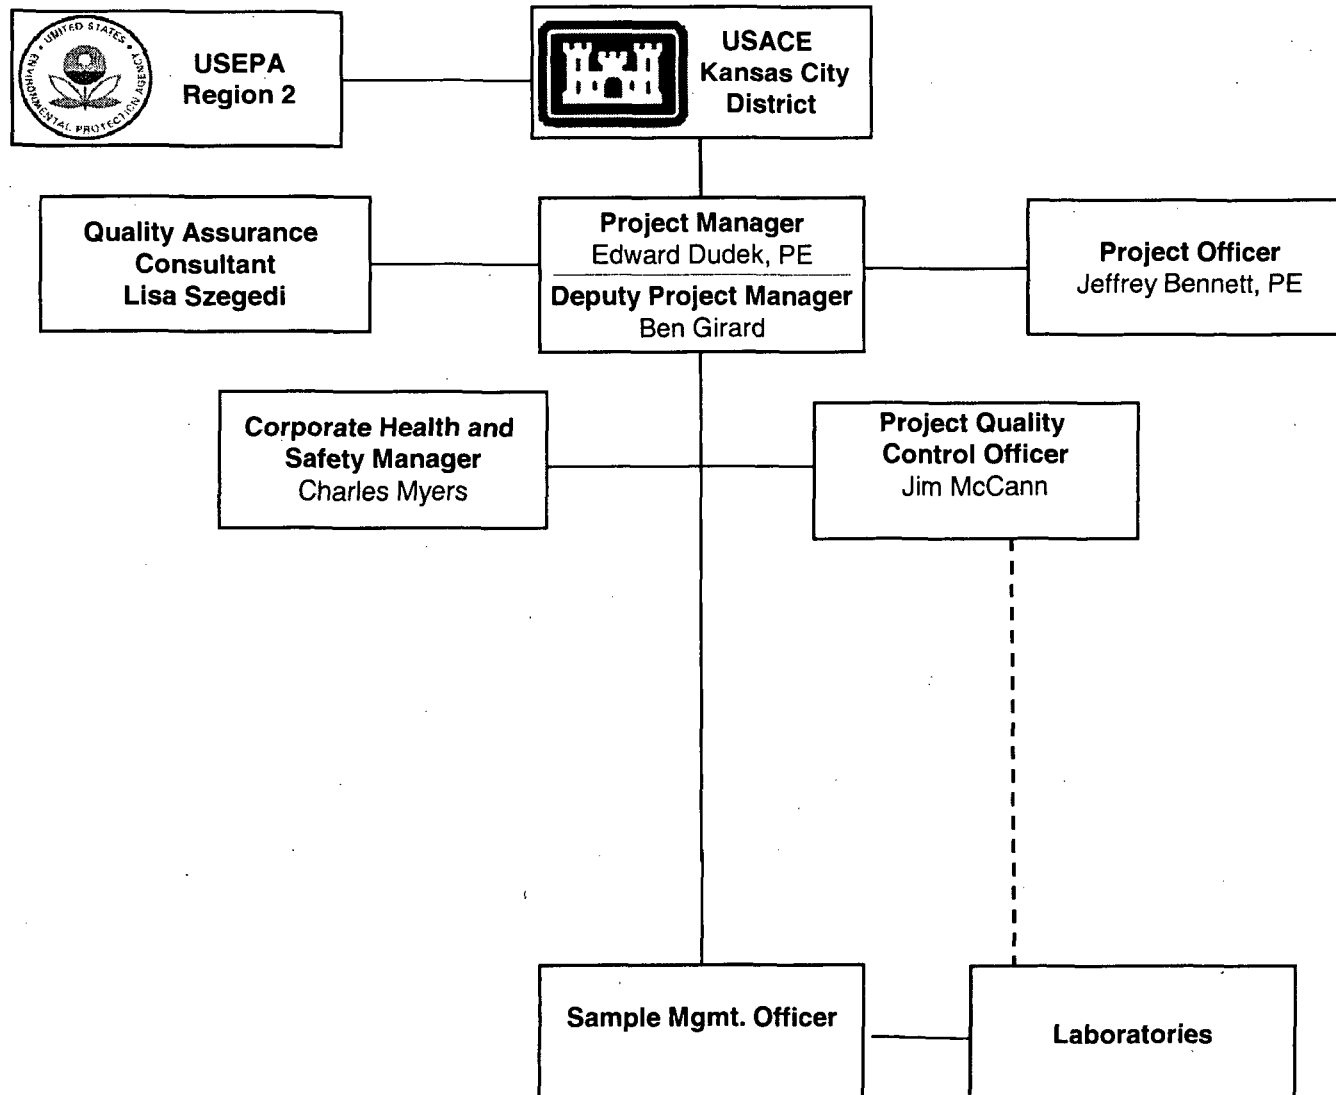 UNITED STATES
ENVIRONMENTAL PROTECTION AGENCY
USEPA
Region 2
USACE
Kansas City
District
Quality Assurance
Consultant
Lisa Szegedi
Project Manager
Edward Dudek, PE
Deputy Project Manager
Ben Girard
Project Officer
Jeffrey Bennett, PE
Corporate Health and
Safety Manager
Charles Myers
Project Quality
Control Officer
Jim McCann
Sample Mgmt. Officer
Laboratories